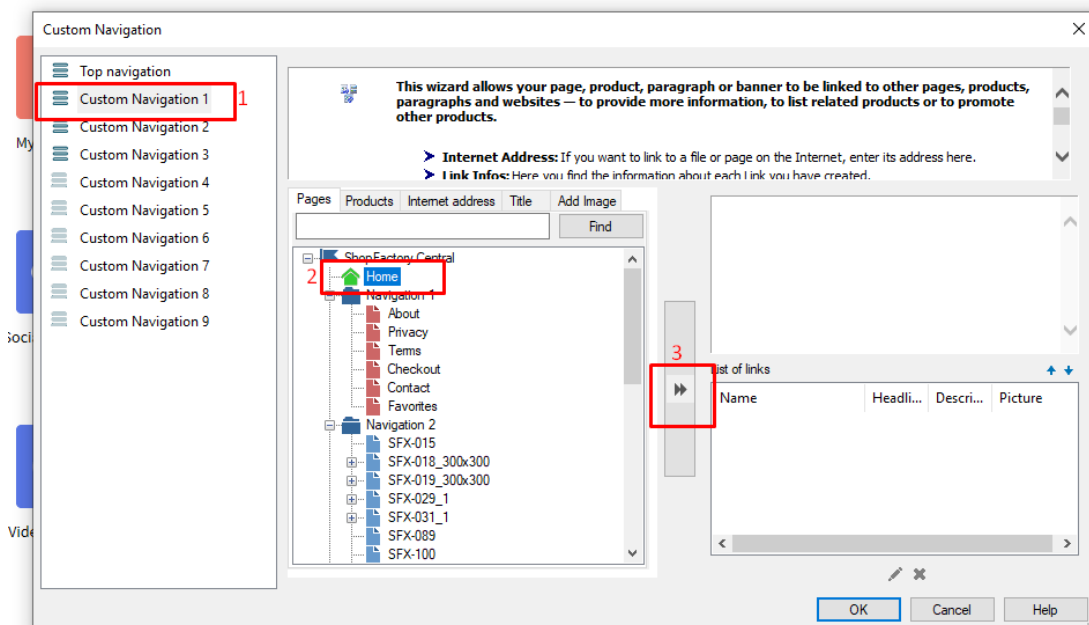 Custom Navigation
Top navigation
Custom Navigation 1
1
Custom Navigation 2
Custom Navigation 3
Custom Navigation 4
Custom Navigation 5
Custom Navigation 6
Custom Navigation 7
Custom Navigation 8
Custom Navigation 9
My
Soci
Vide
This wizard allows your page, product, paragraph or banner to be linked to other pages, products,
paragraphs and websites — to provide more information, to list related products or to promote
other products.
Internet Address: If you want to link to a file or page on the Internet, enter its address here.
Link Infos: Here you find the information about each Link you have created.
Pages Products Internet address Title Add Image
Find
ShopFactory Central
2
Home
Navigation 1
About
Privacy
Terms
Checkout
Contact
Favorites
Navigation 2
SFX-015
SFX-018_300x300
SFX-019_300x300
SFX-029_1
SFX-031_1
SFX-089
SFX-100
3
List of links
Name Headli... Descri... Picture
OK Cancel Help